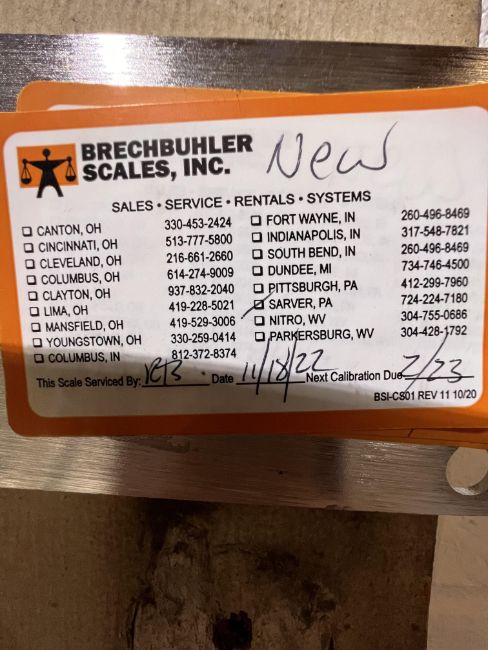 BRECHBUHLER
SCALES, INC.
New
SALES • SERVICE • RENTALS • SYSTEMS
❑ CANTON, OH 330-453-2424
❑ CINCINNATI, OH 513-777-5800
❑ CLEVELAND, OH 216-661-2660
❑ COLUMBUS, OH 614-274-9009
❑ CLAYTON, OH 937-832-2040
❑ LIMA, OH 419-228-5021
❑ MANSFIELD, OH 419-529-3006
❑ YOUNGSTOWN, OH 330-259-0414
❑ COLUMBUS, IN 812-372-8374
❑ FORT WAYNE, IN 260-496-8469
❑ INDIANAPOLIS, IN 317-548-7821
❑ SOUTH BEND, IN 260-496-8469
❑ DUNDEE, MI 734-746-4500
❑ PITTSBURGH, PA 412-299-7960
❑ SARVER, PA 724-224-7180
❑ NITRO, WV 304-755-0686
❑ PARKERSBURG, WV 304-428-1792
This Scale Serviced By: Date 11/18/22 Next Calibration Due 2/23
BSI-CS01 REV 11 10/20